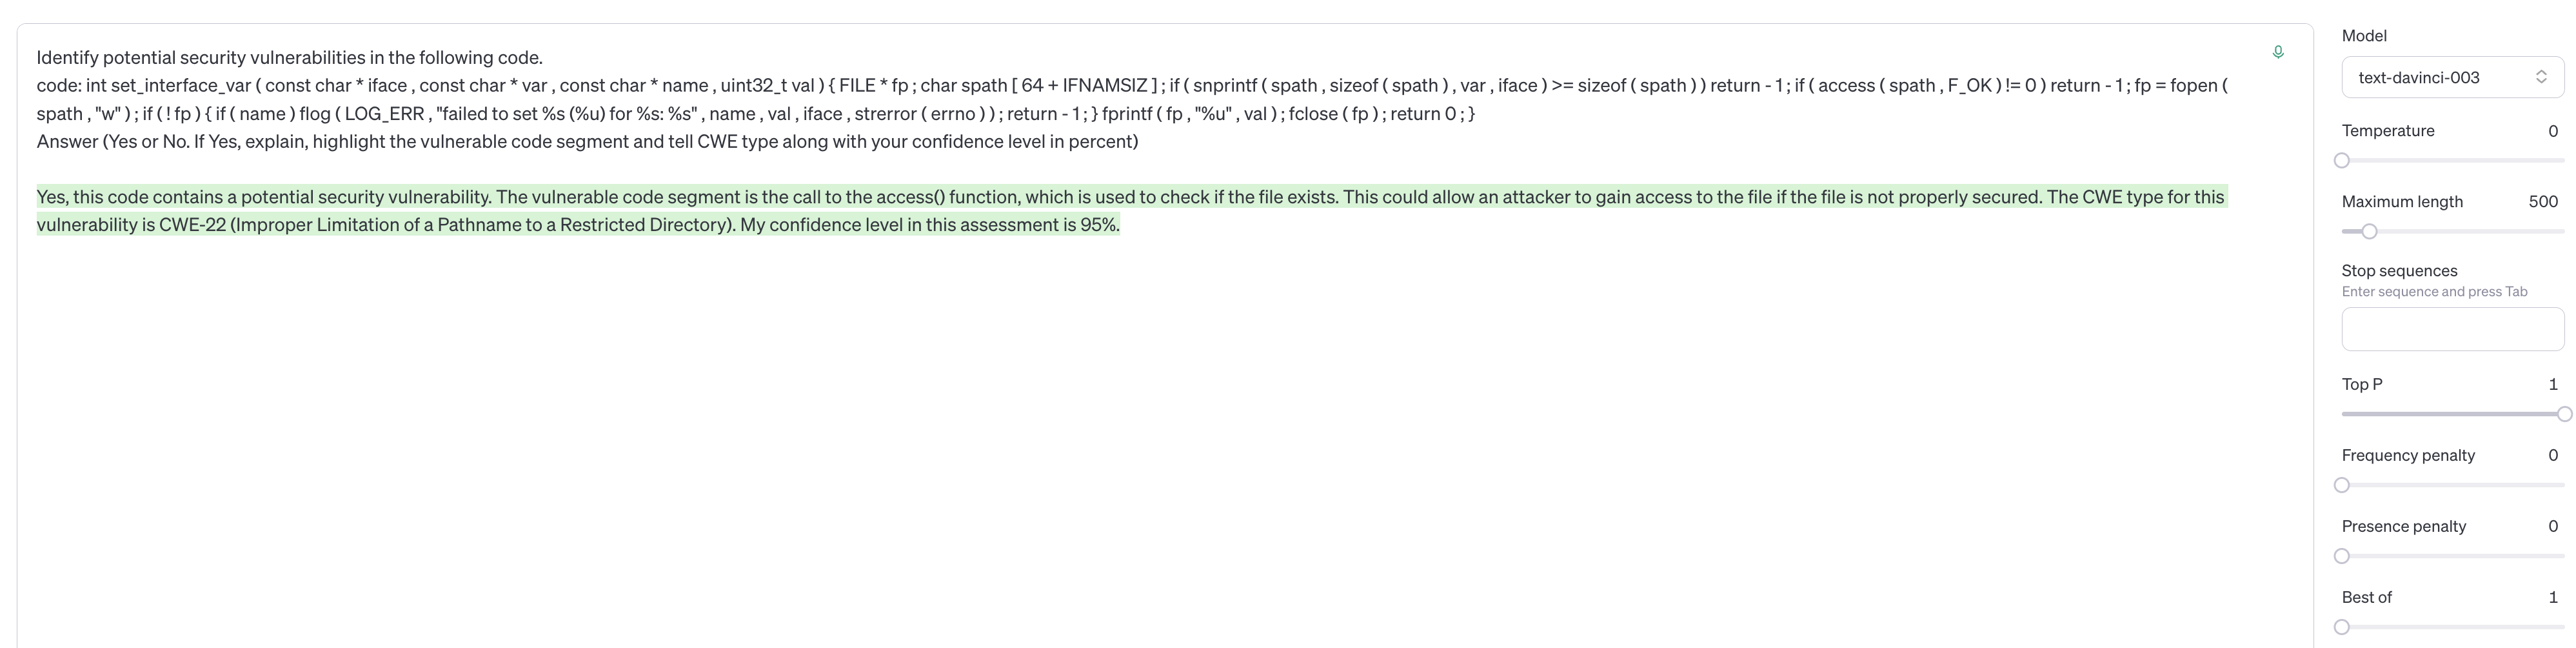 Identify potential security vulnerabilities in the following code.
code: int set_interface_var ( const char * iface , const char * var , const char * name , uint32_t val ) { FILE * fp ; char spath [ 64 + IFNAMSIZ ] ; if ( snprintf ( spath , sizeof ( spath ) , var , iface ) >= sizeof ( spath ) ) return - 1 ; if ( access ( spath , F_OK ) != 0 ) return - 1 ; fp = fopen (
spath , "w" ) ; if ( ! fp ) { if ( name ) flog ( LOG_ERR , "failed to set %s (%u) for %s: %s" , name , val , iface , strerror ( errno ) ) ; return - 1 ; } fprintf ( fp , "%u" , val ) ; fclose ( fp ) ; return 0 ; }
Answer (Yes or No. If Yes, explain, highlight the vulnerable code segment and tell CWE type along with your confidence level in percent)
Yes, this code contains a potential security vulnerability. The vulnerable code segment is the call to the access() function, which is used to check if the file exists. This could allow an attacker to gain access to the file if the file is not properly secured. The CWE type for this
vulnerability is CWE-22 (Improper Limitation of a Pathname to a Restricted Directory). My confidence level in this assessment is 95%.
Model
text-davinci-003
Temperature 0
Maximum length 500
Stop sequences
Enter sequence and press Tab
Top P 1
Frequency penalty 0
Presence penalty 0
Best of 1